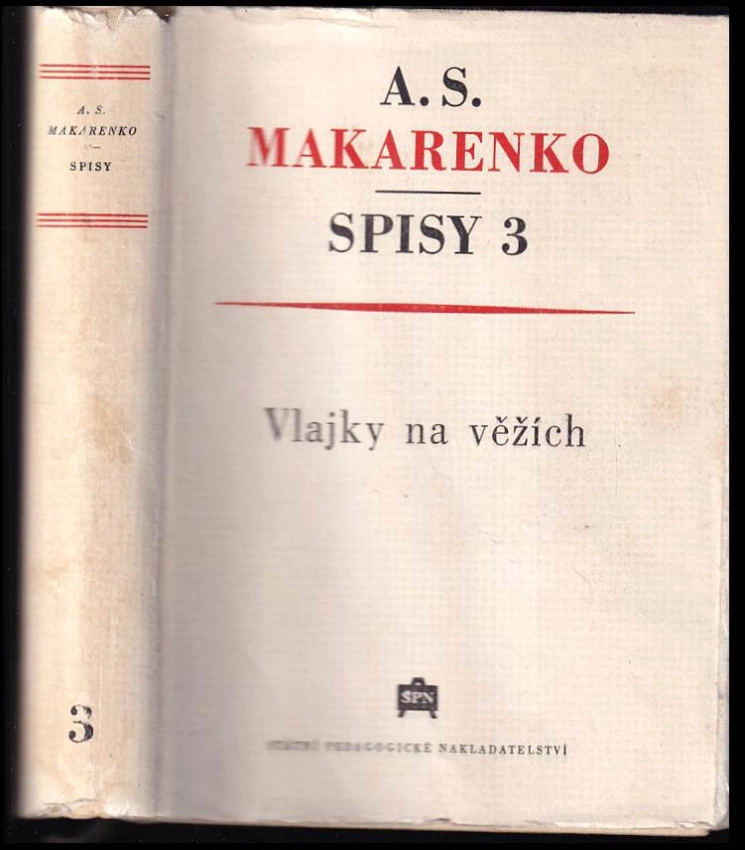 A. S.
MAKARENKO
SPISY
3
A. S.
MAKARENKO
SPISY 3
Vlajky na věžích
SPN
STÁTNÍ PEDAGOGICKÉ NAKLADATELSTVÍ